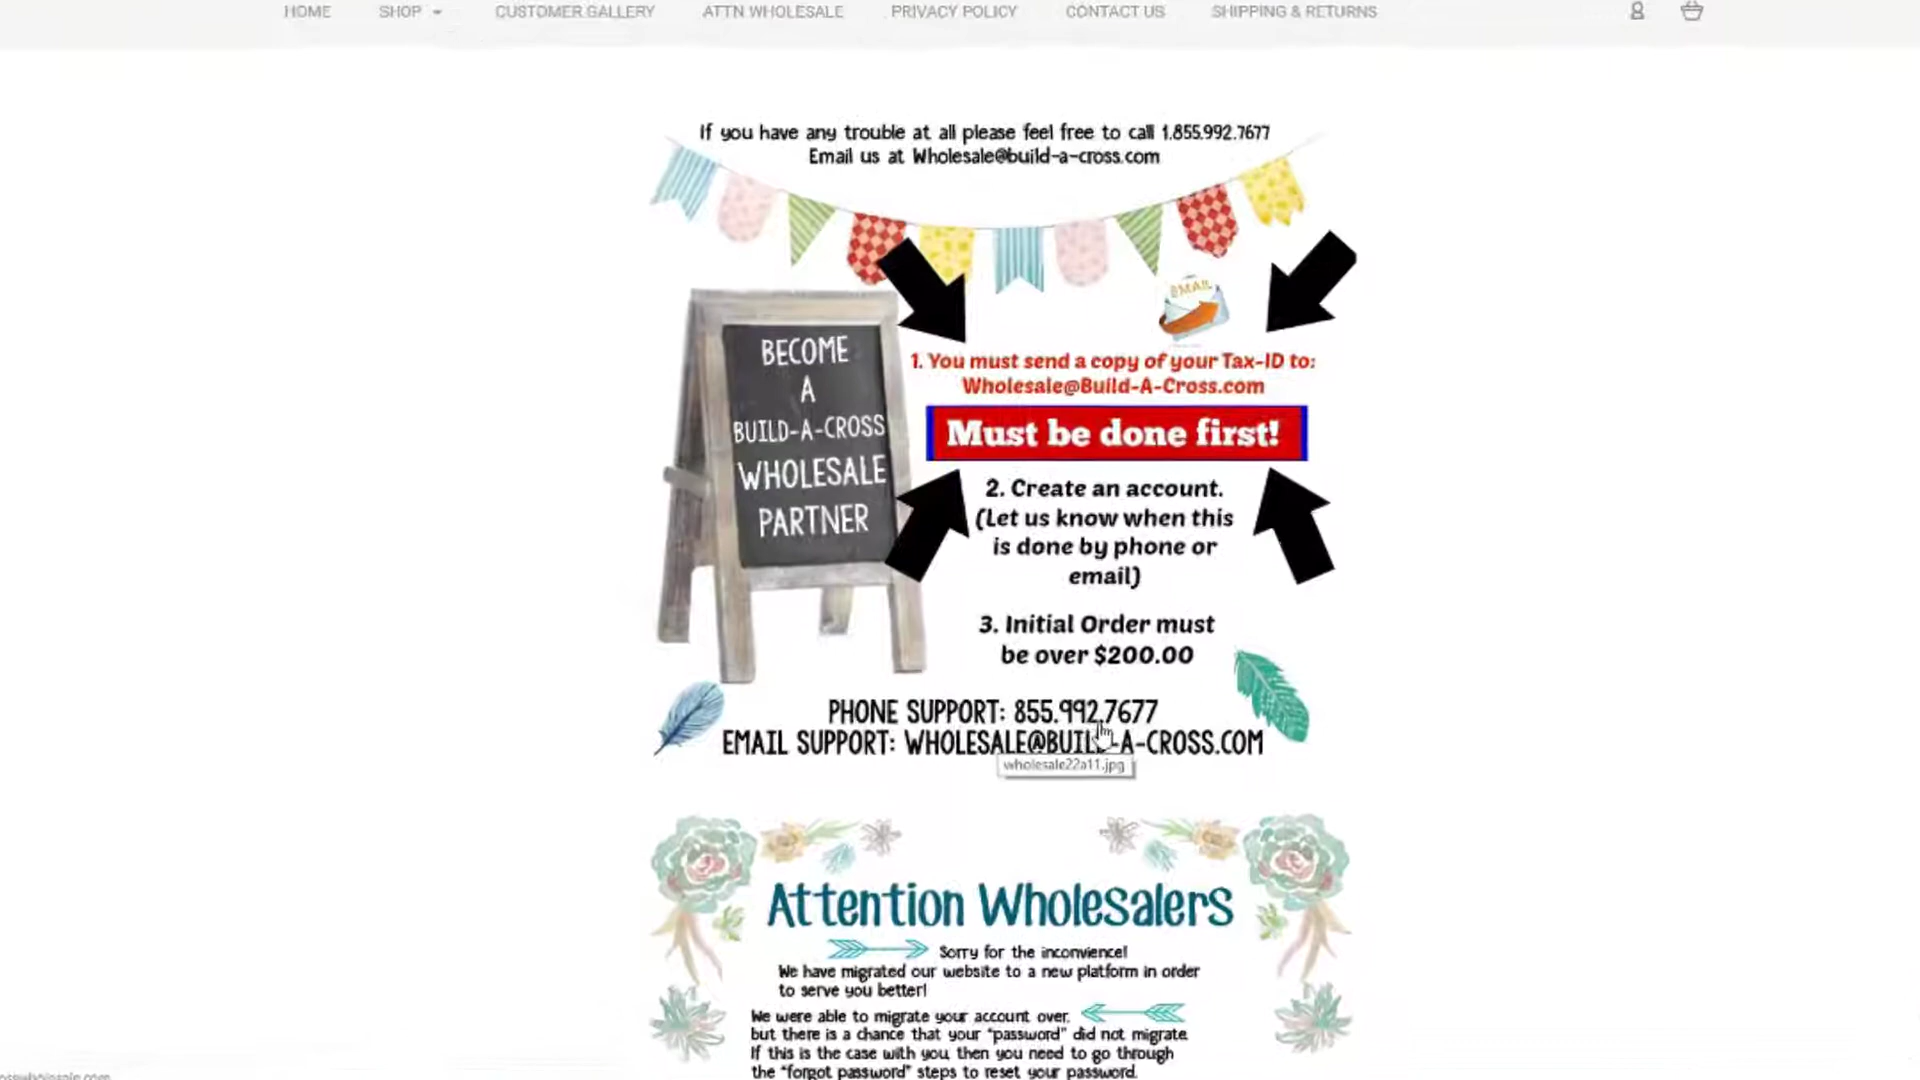 HOME SHOP CUSTOMER GALLERY ATTN WHOLESALE PRIVACY POLICY CONTACT US SHIPPING & RETURNS
If you have any trouble at all please feel free to call 1.855.992.7677
Email us at Wholesale@build-a-cross.com
EMAIL
BECOME
A
BUILD-A-CROSS
WHOLESALE
PARTNER
1. You must send a copy of your Tax-ID to:
Wholesale@Build-A-Cross.com
Must be done first!
2. Create an account.
(Let us know when this
is done by phone or
email)
3. Initial Order must
be over $200.00
PHONE SUPPORT: 855.992.7677
EMAIL SUPPORT: WHOLESALE@BUILD-A-CROSS.COM
wholesale22a11.jpg
Attention Wholesalers
Sorry for the inconvience!
We have migrated our website to a new platform in order
to serve you better!
We were able to migrate your account over,
but there is a chance that your "password" did not migrate.
If this is the case with you, then you need to go through
the "forgot password" steps to reset your password.